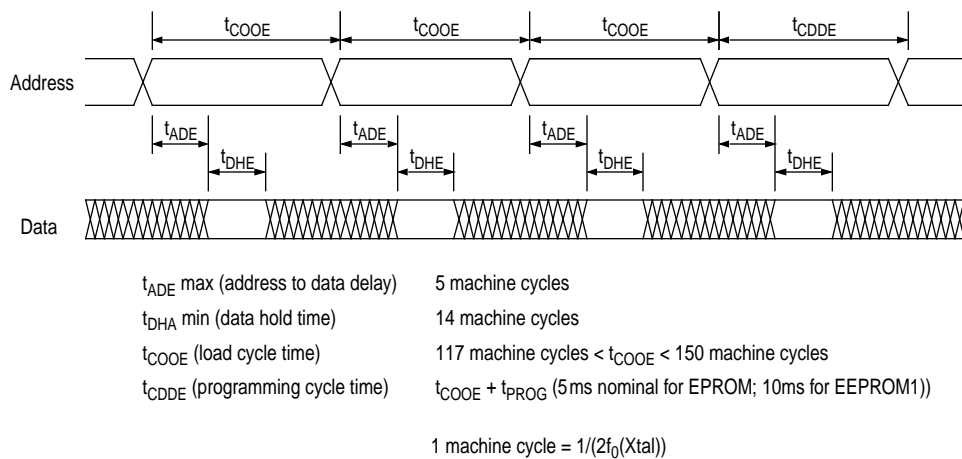 tCOOE tCOOE tCOOE tCDDE
Address
tADE tADE tADE tADE
tDHE tDHE tDHE tDHE
Data
tADE max (address to data delay) 5 machine cycles
tDHA min (data hold time) 14 machine cycles
tCOOE (load cycle time) 117 machine cycles < tCOOE < 150 machine cycles
tCDDE (programming cycle time) tCOOE + tPROG (5ms nominal for EPROM; 10ms for EEPROM1))
1 machine cycle = 1/(2f0(Xtal))